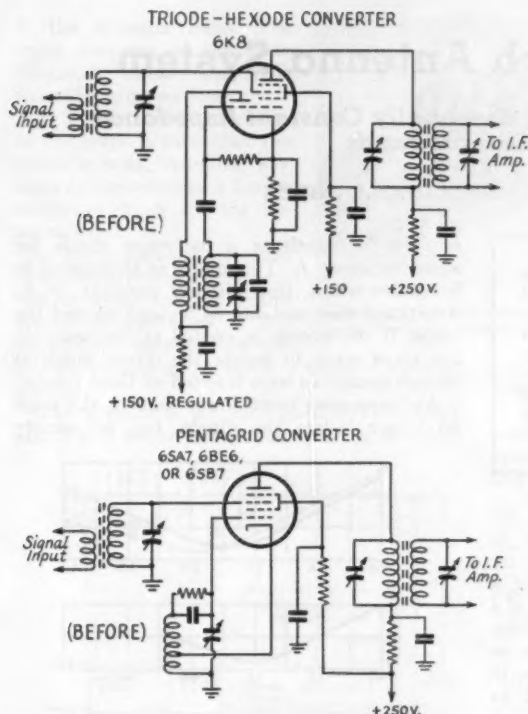 TRIODE-HEXODE CONVERTER
6K8
Signal
Input
To I.F.
Amp.
(BEFORE)
+150
+250 V.
+150 V. REGULATED
PENTAGRID CONVERTER
6SA7, 6BE6,
OR 6SB7
Signal
Input
To I.F.
Amp.
(BEFORE)
+250V.